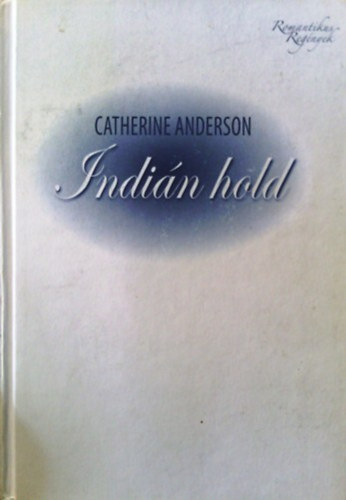 Romantikus
Regények
CATHERINE ANDERSON
Indián hold